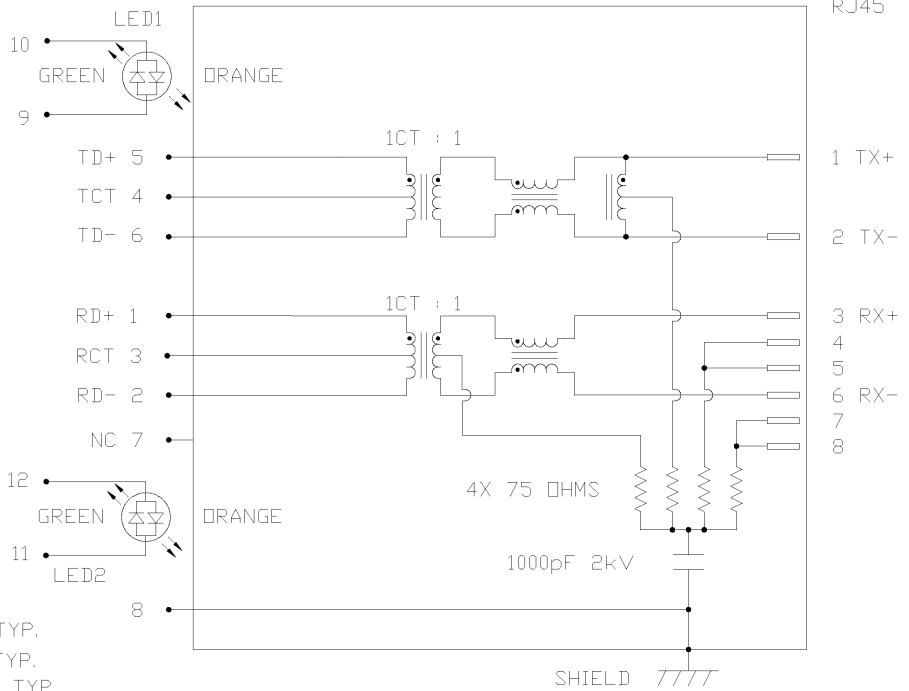 RJ45
LED1
10
GREEN
ORANGE
9
1CT : 1
TD+ 5
1 TX+
TCT 4
TD- 6
2 TX-
1CT : 1
RD+ 1
3 RX+
4
RCT 3
5
RD- 2
6 RX-
7
NC 7
8
12
4X 75 OHMS
GREEN
ORANGE
11
1000pF 2kV
LED2
8
TYP.
TYP.
TYP
SHIELD